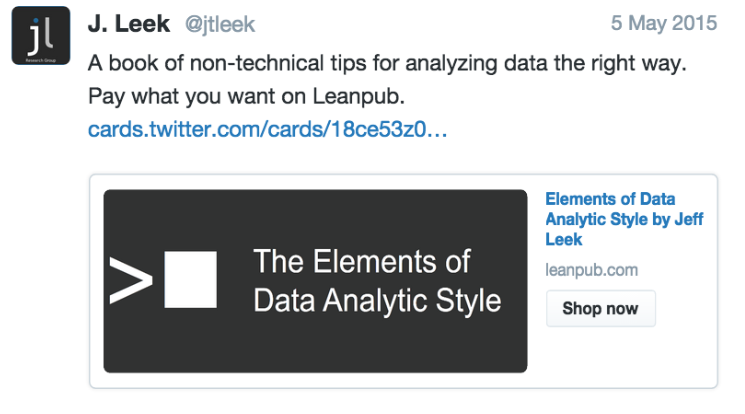 jl
Research Group
J. Leek @jtleek 5 May 2015
A book of non-technical tips for analyzing data the right way.
Pay what you want on Leanpub.
cards.twitter.com/cards/18ce53z0…
>
The Elements of
Data Analytic Style
Elements of Data
Analytic Style by Jeff
Leek
leanpub.com
Shop now